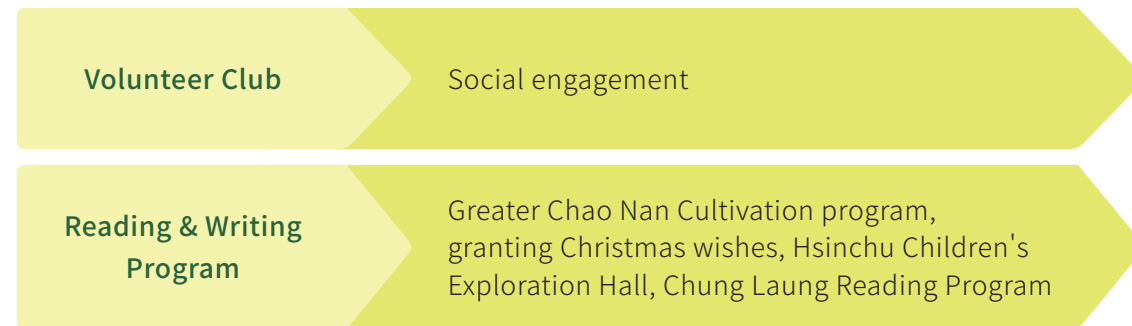 Volunteer Club
Social engagement
Reading & Writing
Program
Greater Chao Nan Cultivation program,
granting Christmas wishes, Hsinchu Children's
Exploration Hall, Chung Laung Reading Program